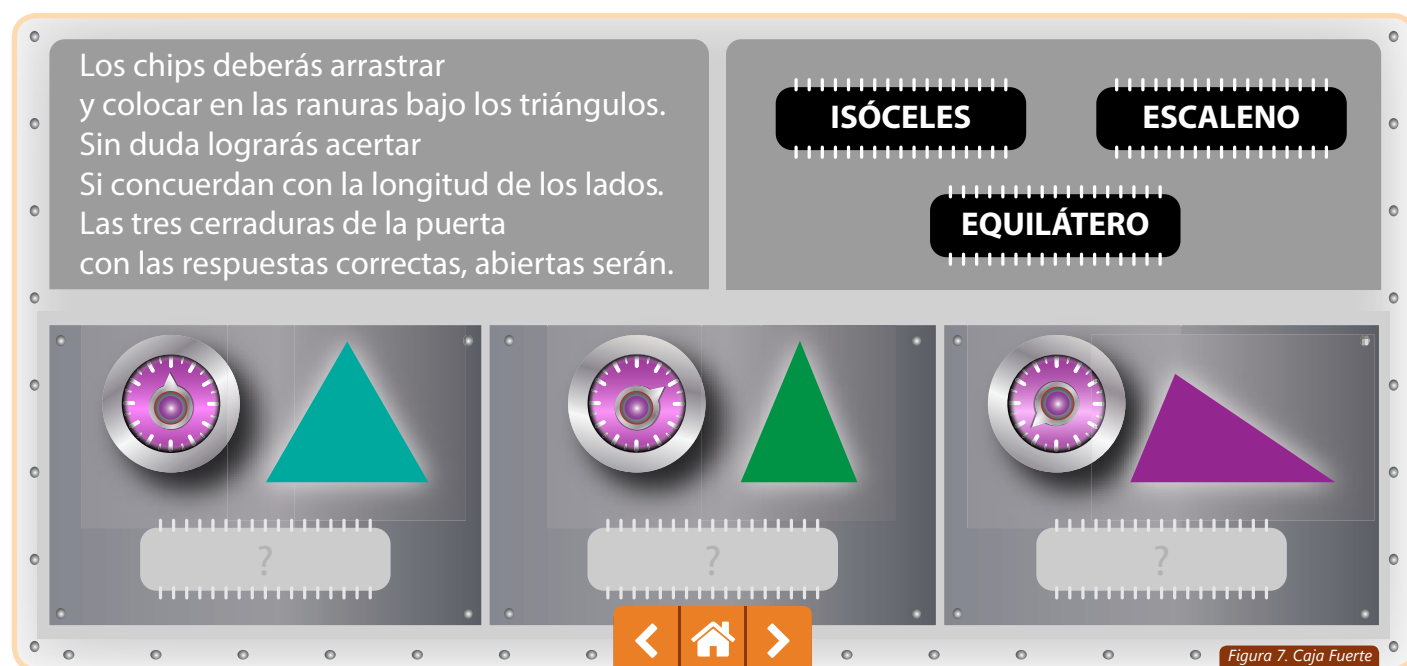 Los chips deberás arrastrar
y colocar en las ranuras bajo los triángulos.
Sin duda lograrás acertar
Si concuerdan con la longitud de los lados.
Las tres cerraduras de la puerta
con las respuestas correctas, abiertas serán.
ISÓCELES
ESCALENO
EQUILÁTERO
?
?
?
Figura 7. Caja Fuerte